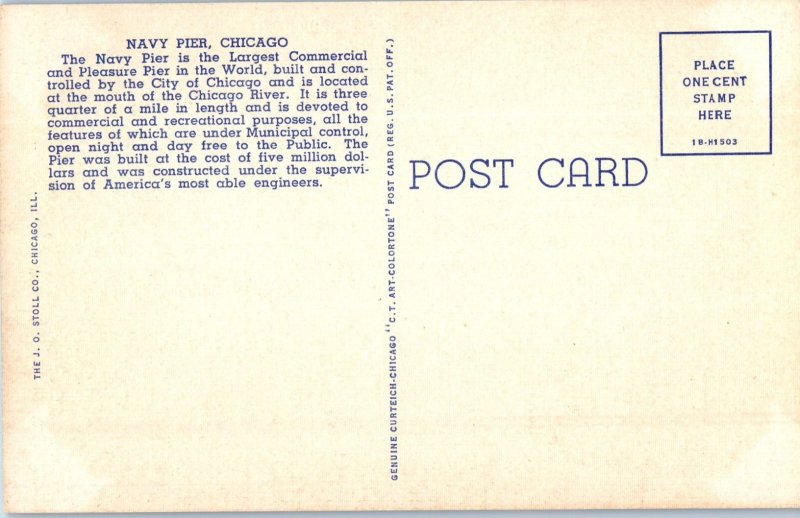 NAVY PIER, CHICAGO
The Navy Pier is the Largest Commercial
and Pleasure Pier in the World, built and con-
trolled by the City of Chicago and is located
at the mouth of the Chicago River. It is three
quarter of a mile in length and is devoted to
commercial and recreational purposes, all the
features of which are under Municipal control,
open night and day free to the Public. The
Pier was built at the cost of five million dol-
lars and was constructed under the supervi-
sion of America's most able engineers.
THE J. O. STOLL CO., CHICAGO, ILL.
GENUINE CURTEICH-CHICAGO "C.T. ART-COLORTONE" POST CARD (REG. U.S. PAT. OFF.)
POST CARD
PLACE
ONE CENT
STAMP
HERE
1B-H1503